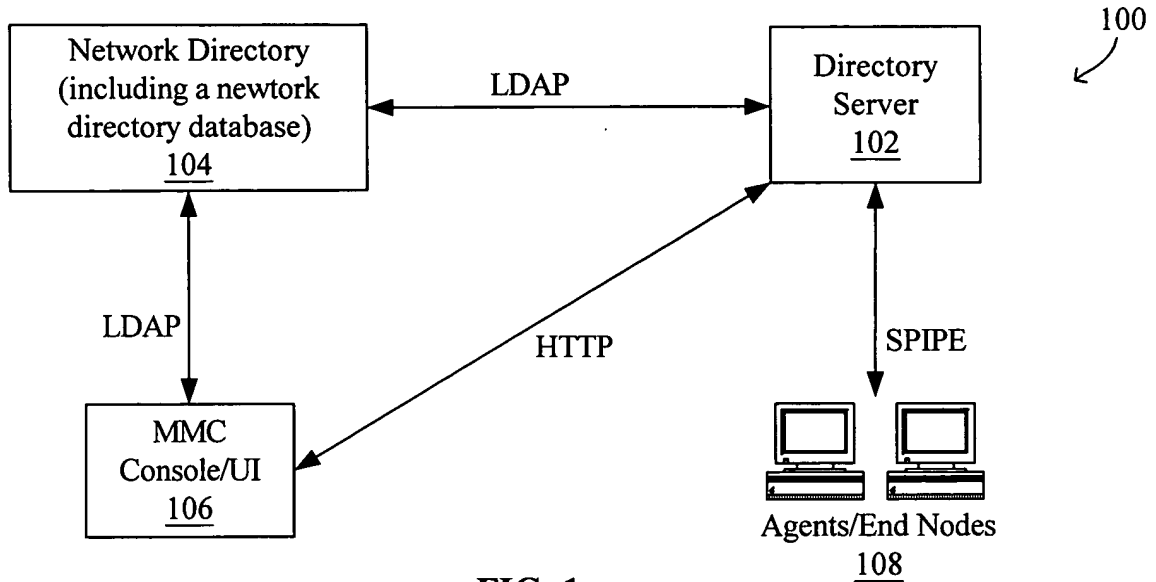 100
Network Directory
(including a newtork
directory database)
104
LDAP
Directory
Server
102
LDAP
HTTP
SPIPE
MMC
Console/UI
106
Agents/End Nodes
108
FIG. 1